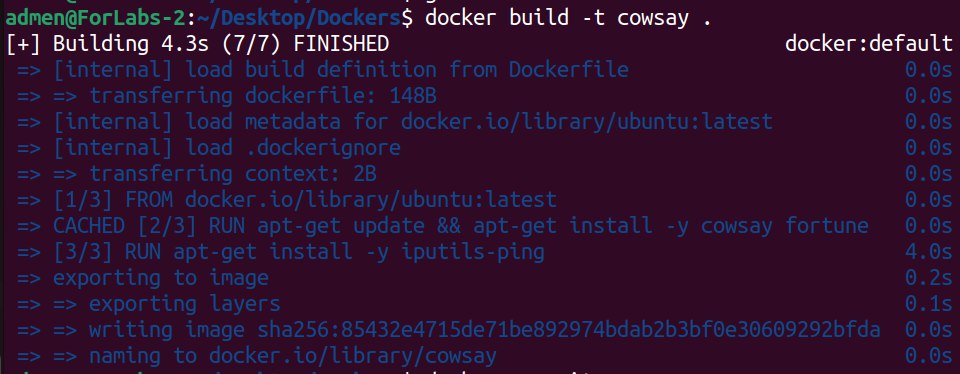 admen@ForLabs-2:~/Desktop/Dockers$ docker build -t cowsay .
[+] Building 4.3s (7/7) FINISHED docker:default
=> [internal] load build definition from Dockerfile 0.0s
=> => transferring dockerfile: 148B 0.0s
=> [internal] load metadata for docker.io/library/ubuntu:latest 0.0s
=> [internal] load .dockerignore 0.0s
=> => transferring context: 2B 0.0s
=> [1/3] FROM docker.io/library/ubuntu:latest 0.0s
=> CACHED [2/3] RUN apt-get update && apt-get install -y cowsay fortune 0.0s
=> [3/3] RUN apt-get install -y iputils-ping 4.0s
=> exporting to image 0.2s
=> => exporting layers 0.1s
=> => writing image sha256:85432e4715de71be892974bdab2b3bf0e30609292bfda 0.0s
=> => naming to docker.io/library/cowsay 0.0s